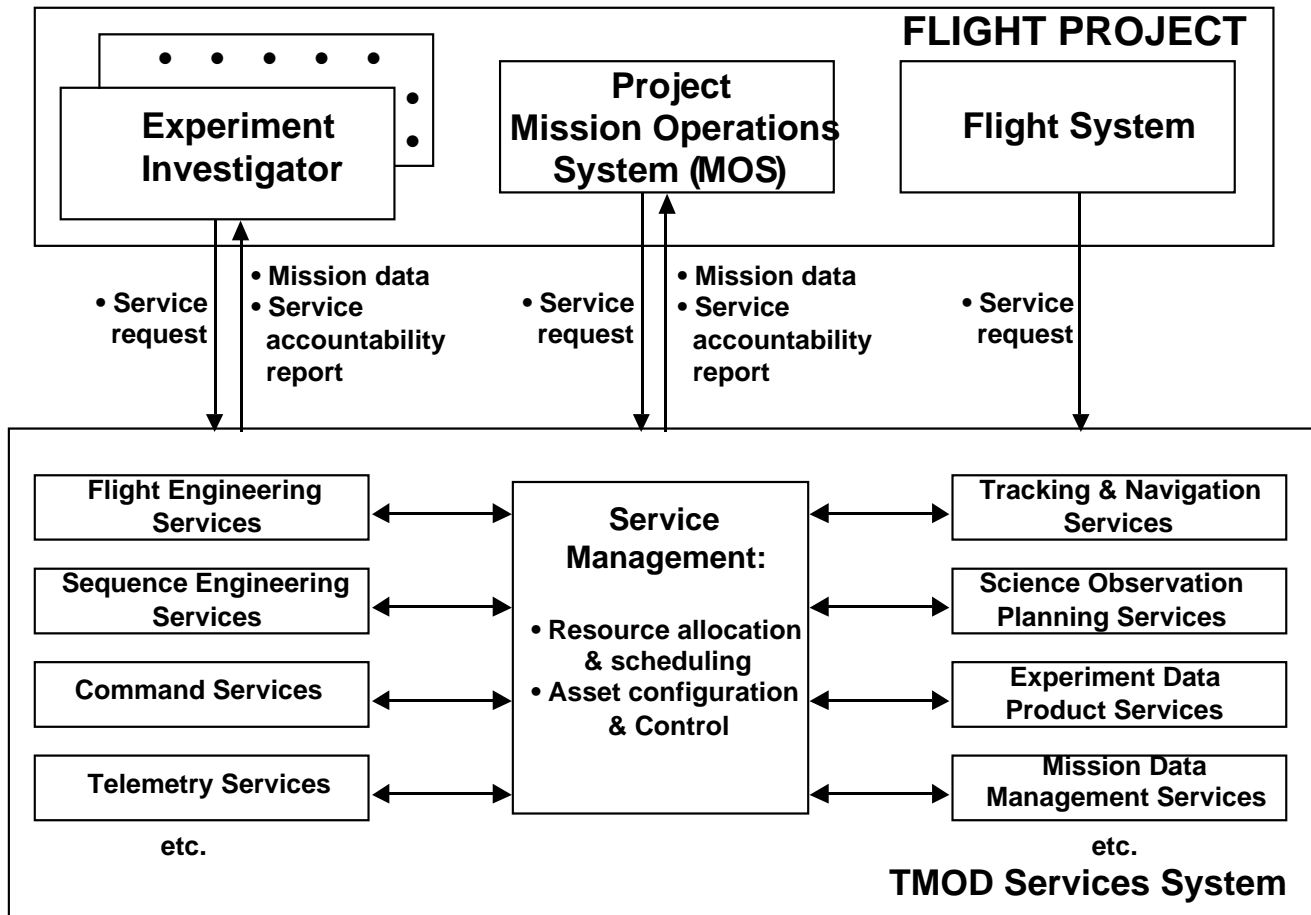 FLIGHT PROJECT
• • • • •
•
•
Experiment
Investigator
Project
Mission Operations
System (MOS)
Flight System
• Service
request
• Mission data
• Service
accountability
report
• Service
request
• Mission data
• Service
accountability
report
• Service
request
Flight Engineering
Services
Sequence Engineering
Services
Command Services
Telemetry Services
etc.
Service
Management:
• Resource allocation
& scheduling
• Asset configuration
& Control
Tracking & Navigation
Services
Science Observation
Planning Services
Experiment Data
Product Services
Mission Data
Management Services
etc.
TMOD Services System